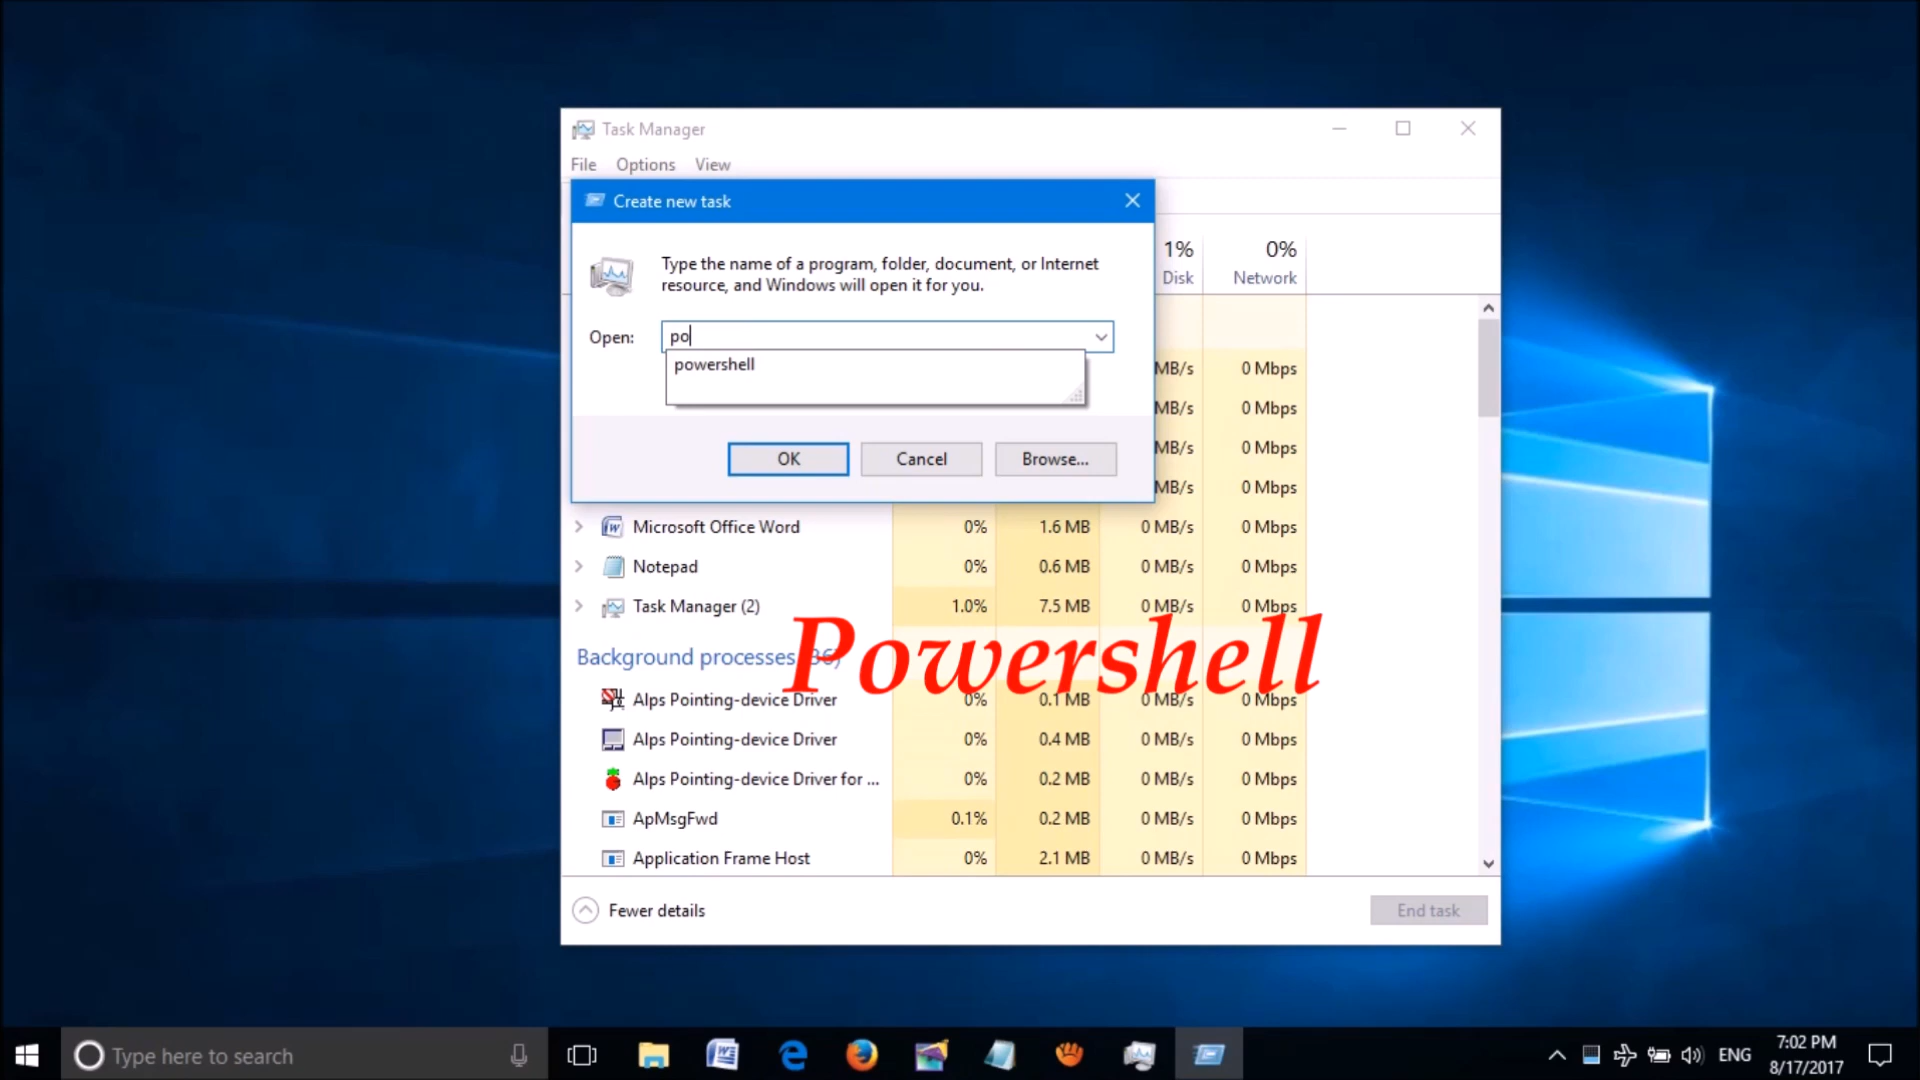 Task Manager
File Options View
Create new task
Type the name of a program, folder, document, or Internet
resource, and Windows will open it for you.
Open: po
powershell
OK Cancel Browse...
1% 0%
Disk Network
MB/s 0 Mbps
MB/s 0 Mbps
MB/s 0 Mbps
MB/s 0 Mbps
Microsoft Office Word 0% 1.6 MB 0 MB/s 0 Mbps
Notepad 0% 0.6 MB 0 MB/s 0 Mbps
Task Manager (2) 1.0% 7.5 MB 0 MB/s 0 Mbps
Powershell
Background processes (36)
Alps Pointing-device Driver 0% 0.1 MB 0 MB/s 0 Mbps
Alps Pointing-device Driver 0% 0.4 MB 0 MB/s 0 Mbps
Alps Pointing-device Driver for ... 0% 0.2 MB 0 MB/s 0 Mbps
ApMsgFwd 0.1% 0.2 MB 0 MB/s 0 Mbps
Application Frame Host 0% 2.1 MB 0 MB/s 0 Mbps
Fewer details End task
Type here to search
ENG
7:02 PM
8/17/2017